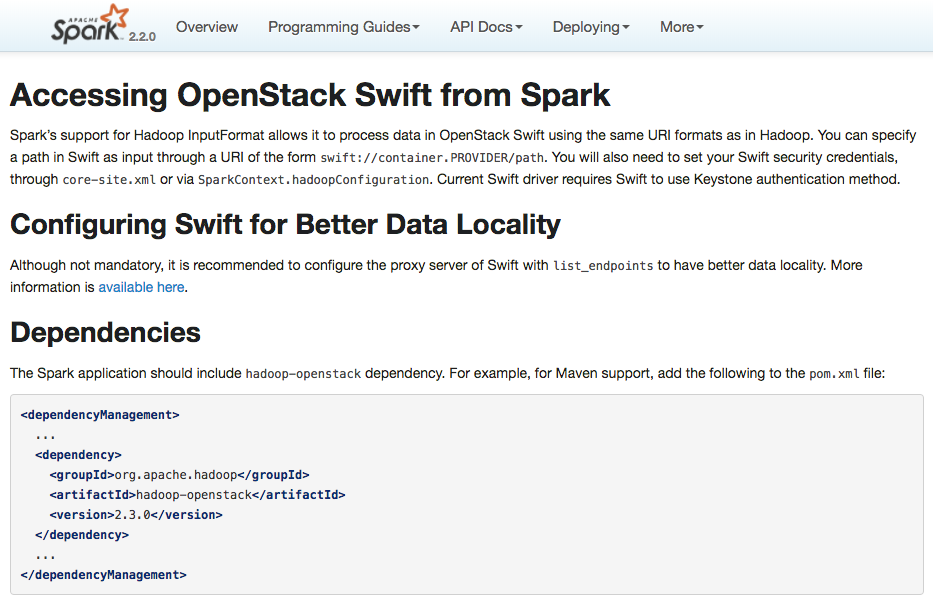 APACHE
Spark™ 2.2.0 Overview Programming Guides API Docs Deploying More
Accessing OpenStack Swift from Spark
Spark’s support for Hadoop InputFormat allows it to process data in OpenStack Swift using the same URI formats as in Hadoop. You can specify
a path in Swift as input through a URI of the form swift://container.PROVIDER/path. You will also need to set your Swift security credentials,
through core-site.xml or via SparkContext.hadoopConfiguration. Current Swift driver requires Swift to use Keystone authentication method.
Configuring Swift for Better Data Locality
Although not mandatory, it is recommended to configure the proxy server of Swift with list_endpoints to have better data locality. More
information is available here.
Dependencies
The Spark application should include hadoop-openstack dependency. For example, for Maven support, add the following to the pom.xml file:
<dependencyManagement>
  ...
  <dependency>
    <groupId>org.apache.hadoop</groupId>
    <artifactId>hadoop-openstack</artifactId>
    <version>2.3.0</version>
  </dependency>
  ...
</dependencyManagement>